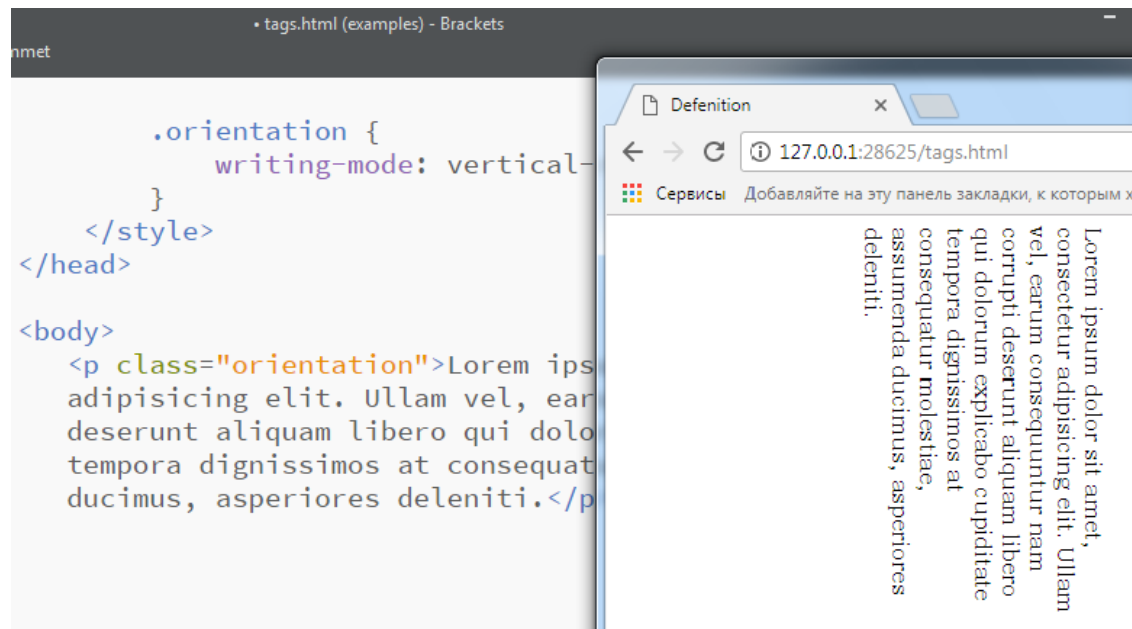 • tags.html (examples) - Brackets
mmet
.orientation {
writing-mode: vertical-
}
</style>
</head>
<body>
<p class="orientation">Lorem ips
adipisicing elit. Ullam vel, ear
deserunt aliquam libero qui dolo
tempora dignissimos at consequat
ducimus, asperiores deleniti.</p
Defenition
127.0.0.1:28625/tags.html
Сервисы Добавляйте на эту панель закладки, к которым х
Lorem ipsum dolor sit amet,
consectetur adipisicing elit. Ullam
vel, earum consequuntur nam
corrupti deserunt aliquam libero
qui dolorum explicabo cupiditate
tempora dignissimos at
consequatur molestiae,
assumenda ducimus, asperiores
deleniti.